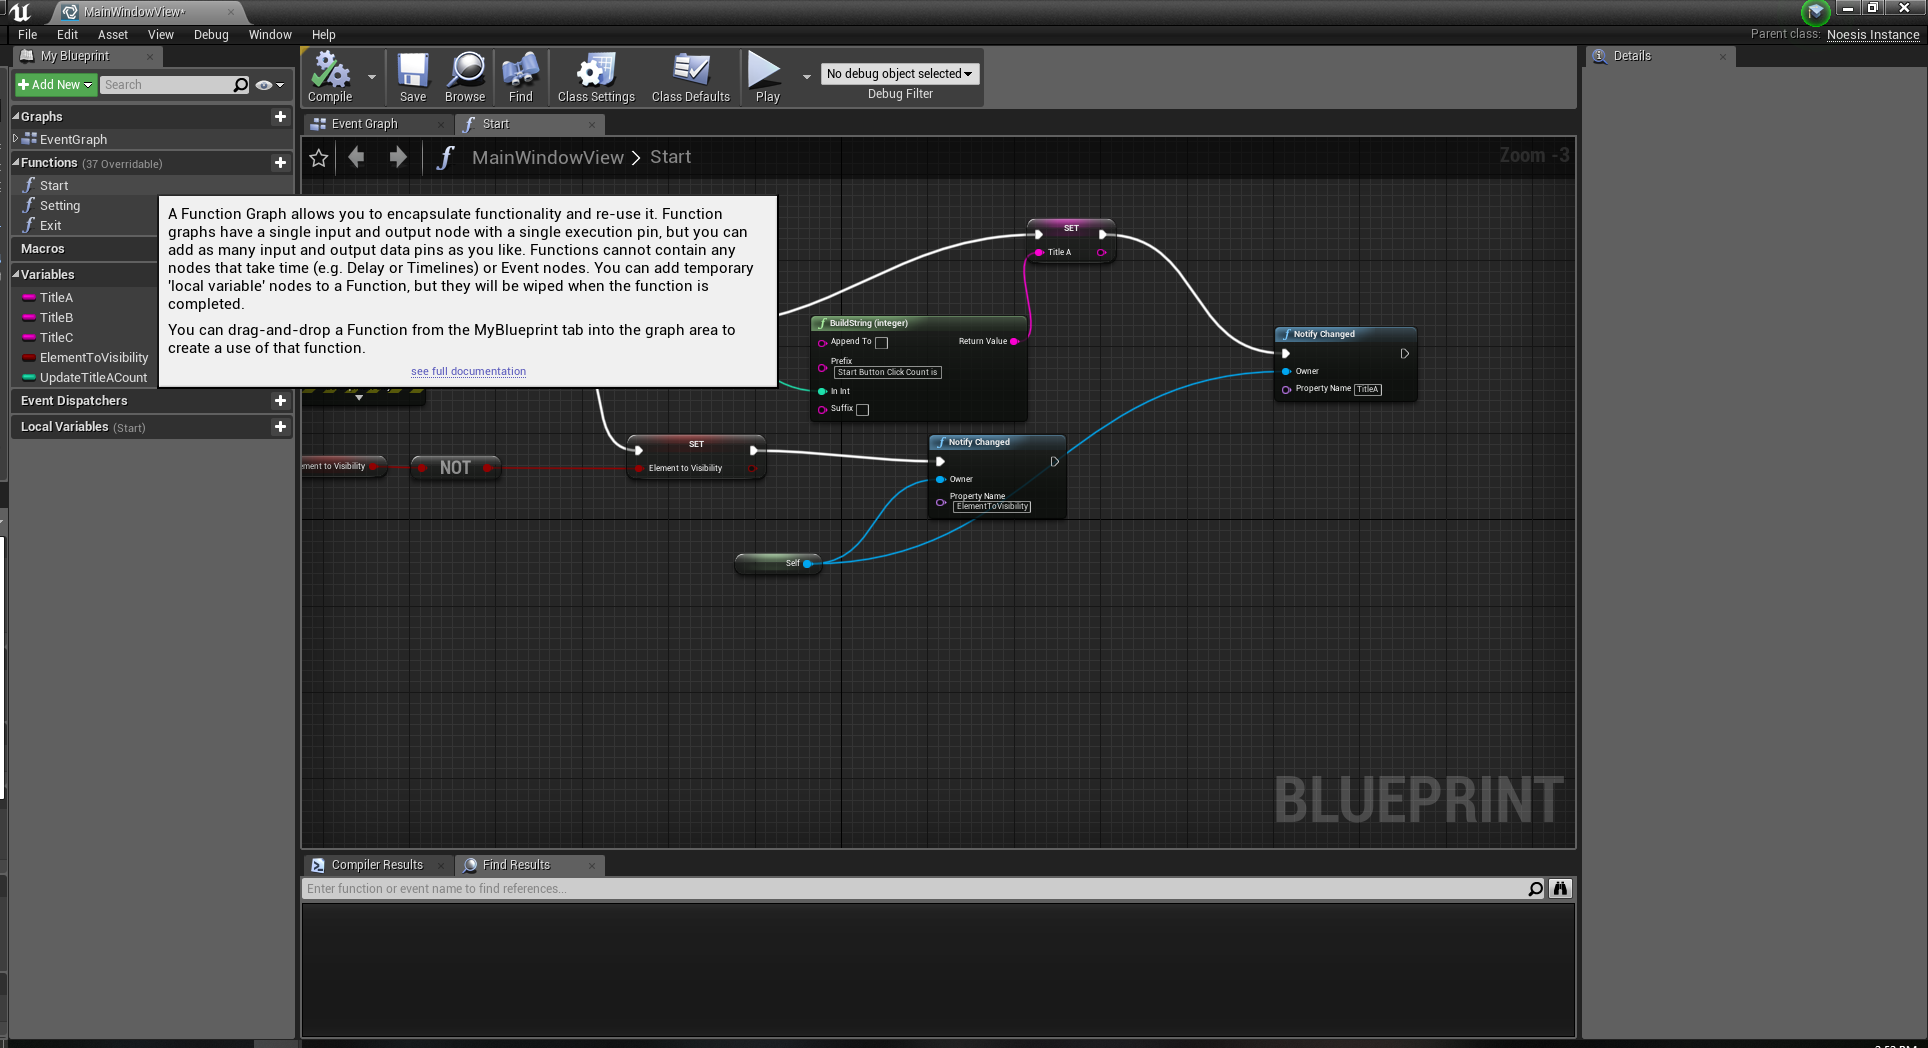 MainWindowView*
File Edit Asset View Debug Window Help
Parent class: Noesis Instance
My Blueprint
Add New
Search
Graphs
EventGraph
Functions (37 Overridable)
Start
Setting
Exit
Macros
Variables
TitleA
TitleB
TitleC
ElementToVisibility
UpdateTitleACount
Event Dispatchers
Local Variables (Start)
Compile
Save
Browse
Find
Class Settings
Class Defaults
Play
No debug object selected
Debug Filter
Event Graph
Start
MainWindowView > Start
Zoom -3
A Function Graph allows you to encapsulate functionality and re-use it. Function
graphs have a single input and output node with a single execution pin, but you can
add as many input and output data pins as you like. Functions cannot contain any
nodes that take time (e.g. Delay or Timelines) or Event nodes. You can add temporary
'local variable' nodes to a Function, but they will be wiped when the function is
completed.
You can drag-and-drop a Function from the MyBlueprint tab into the graph area to
create a use of that function.
see full documentation
SET
Title A
BuildString (integer)
Append To
Return Value
Prefix
Start Button Click Count is
In Int
Suffix
Notify Changed
Owner
Property Name TitleA
ement to Visibility
NOT
SET
Element to Visibility
Notify Changed
Owner
Property Name
ElementToVisibility
Self
BLUEPRINT
Compiler Results
Find Results
Enter function or event name to find references...
Details